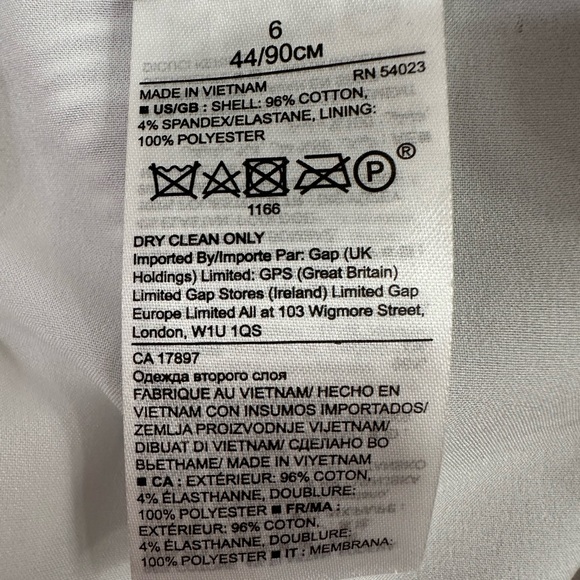 6
44/90CM
RN 54023
MADE IN VIETNAM
■ US/GB : SHELL: 96% COTTON,
4% SPANDEX/ELASTANE, LINING:
100% POLYESTER
P ®
1166
DRY CLEAN ONLY
Imported By/Importe Par: Gap (UK
Holdings) Limited: GPS (Great Britain)
Limited Gap Stores (Ireland) Limited Gap
Europe Limited All at 103 Wigmore Street,
London, W1U 1QS
CA 17897
Одежда второго слоя
FABRIQUE AU VIETNAM/ HECHO EN
VIETNAM CON INSUMOS IMPORTADOS/
ZEMLJA PROIZVODNJE VIJETNAM/
DIBUAT DI VIETNAM/ СДЕЛАНО ВО
ВЬЕТНАМЕ/ MADE IN VIYETNAM
■ CA : EXTÉRIEUR: 96% COTON,
4% ÉLASTHANNE, DOUBLURE:
100% POLYESTER ■ FR/MA :
EXTÉRIEUR: 96% COTON,
4% ÉLASTHANNE, DOUBLURE:
100% POLYESTER ■ IT : MEMBRANA: